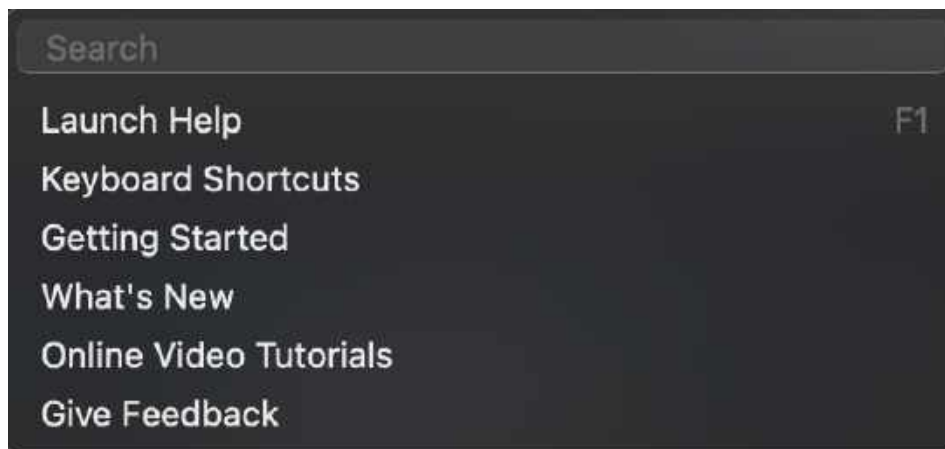 Search
Launch Help F1
Keyboard Shortcuts
Getting Started
What's New
Online Video Tutorials
Give Feedback